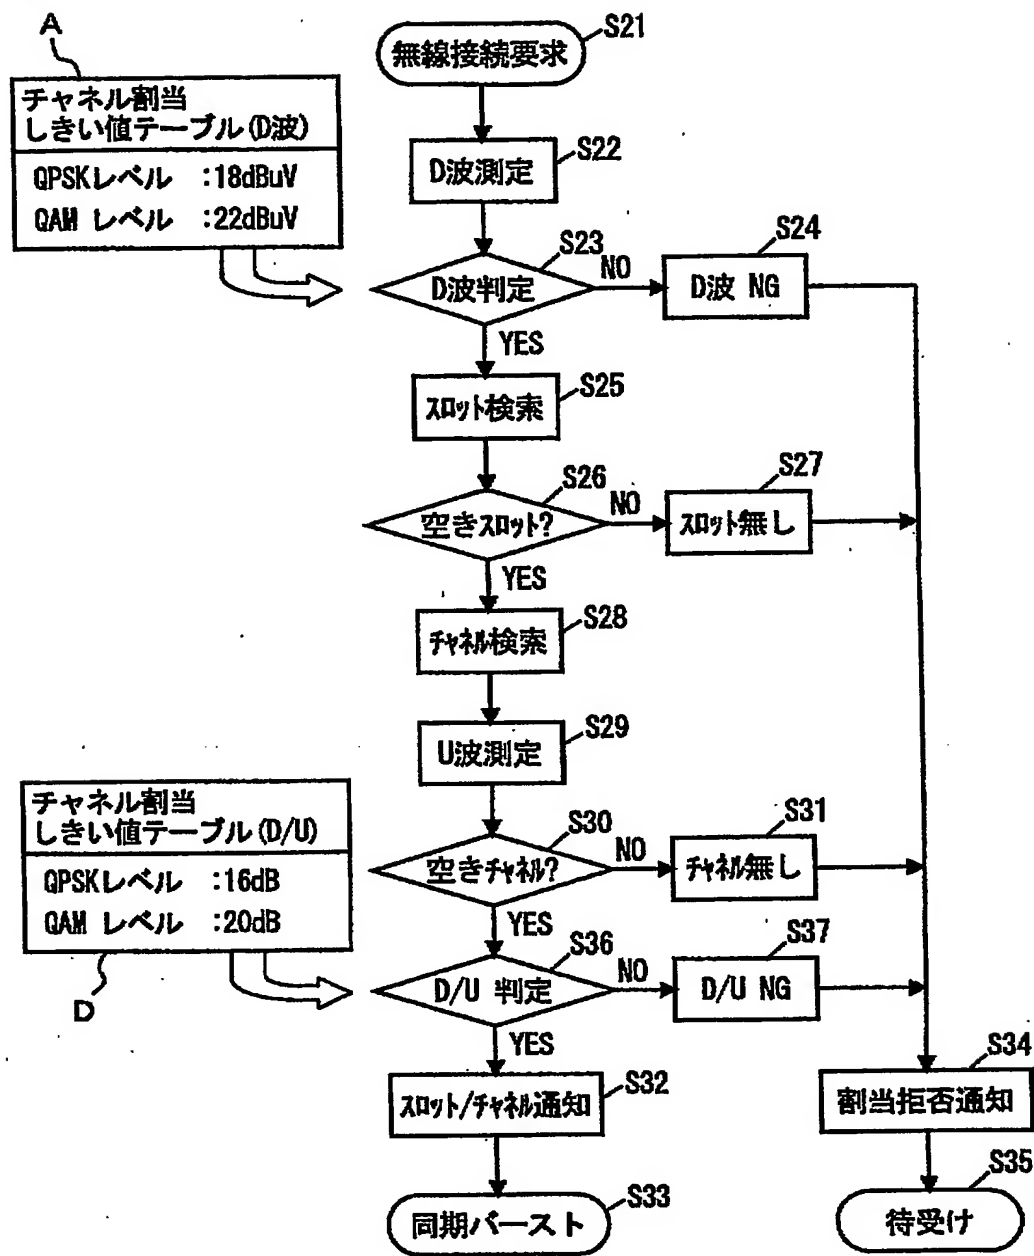 A
チャネル割当
しきい値テーブル(D波)
QPSKレベル :18dBuV
QAM レベル :22dBuV
無線接続要求
S21
D波測定
S22
D波判定
S23
NO
D波 NG
S24
YES
スロット検索
S25
空きスロット?
S26
NO
スロット無し
S27
YES
チャネル検索
S28
U波測定
S29
チャネル割当
しきい値テーブル(D/U)
QPSKレベル :16dB
QAM レベル :20dB
D
空きチャネル?
S30
NO
チャネル無し
S31
YES
D/U 判定
S36
NO
D/U NG
S37
YES
スロット/チャネル通知
S32
割当拒否通知
S34
同期バースト
S33
待受け
S35